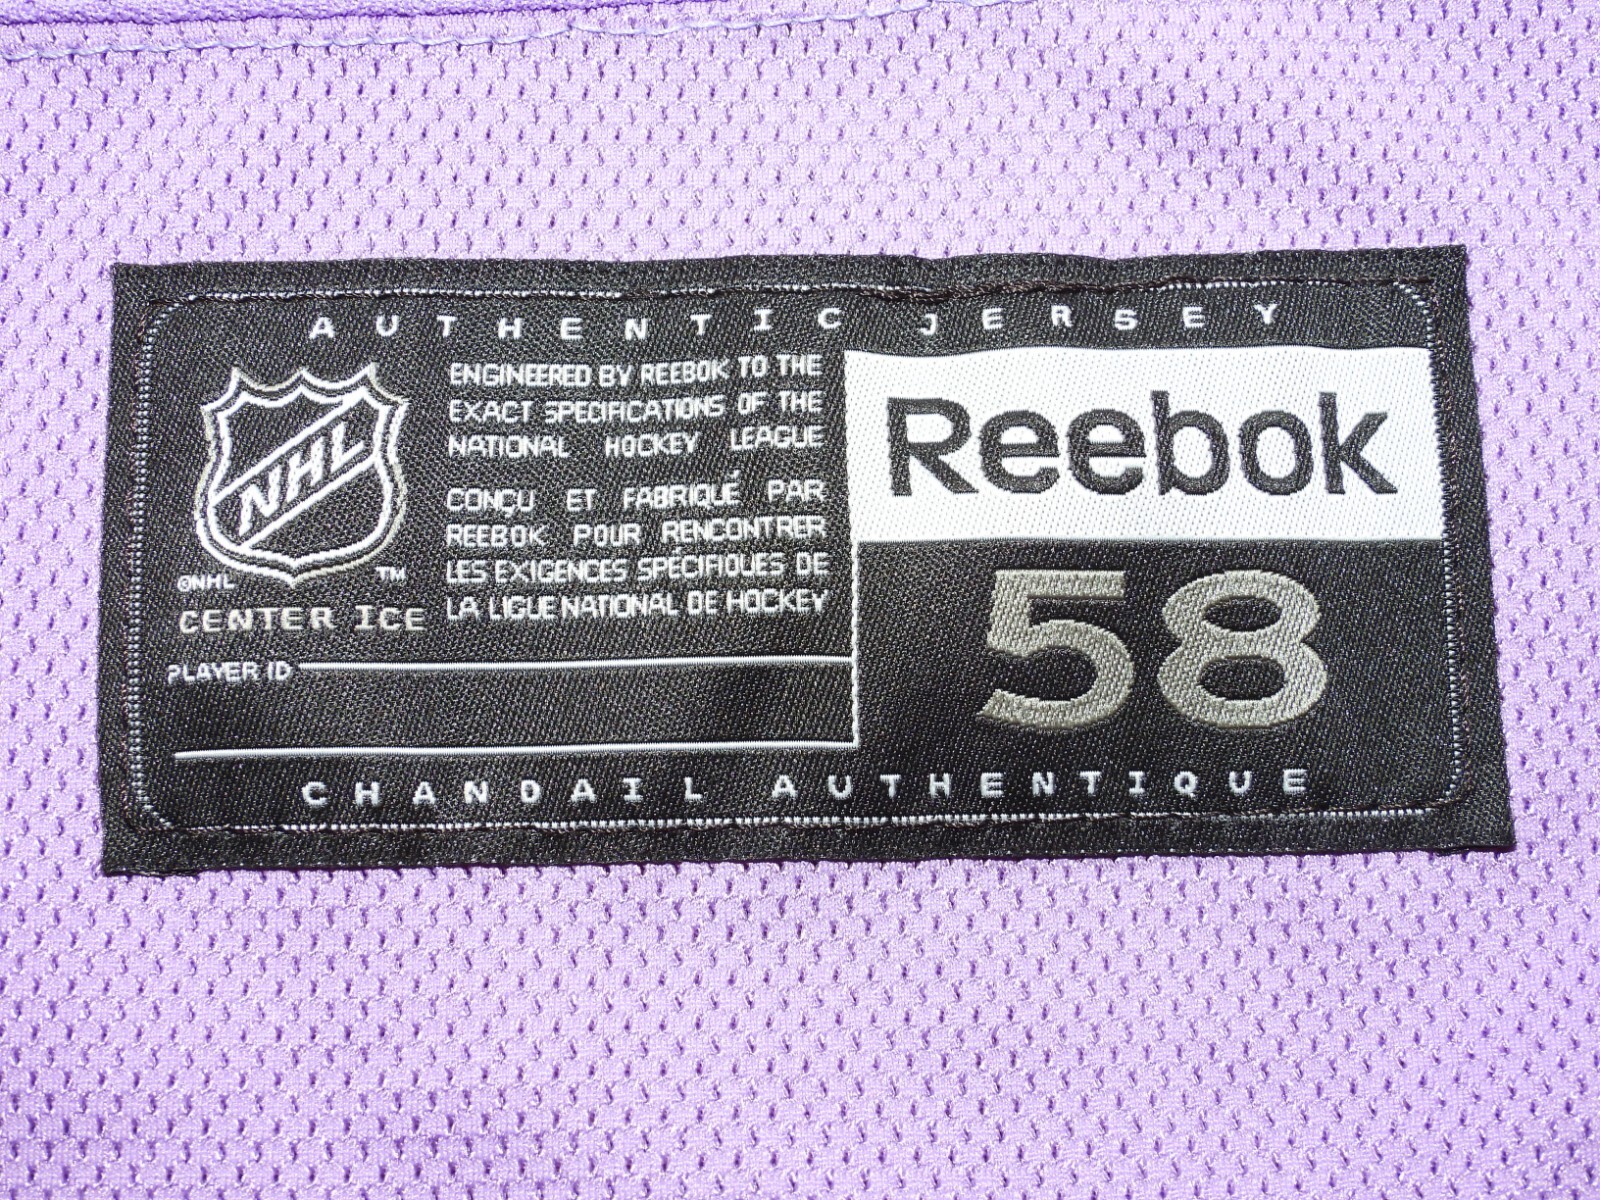 AUTHENTIC JERSEY
NHL
©NHL
TM
CENTER ICE
ENGINEERED BY REEBOK TO THE
EXACT SPECIFICATIONS OF THE
NATIONAL HOCKEY LEAGUE
CONÇU ET FABRIQUÉ PAR
REEBOK POUR RENCONTRER
LES EXIGENCES SPÉCIFIQUES DE
LA LIGUE NATIONAL DE HOCKEY
Reebok
58
PLAYER ID
CHANDAIL AUTHENTIQUE